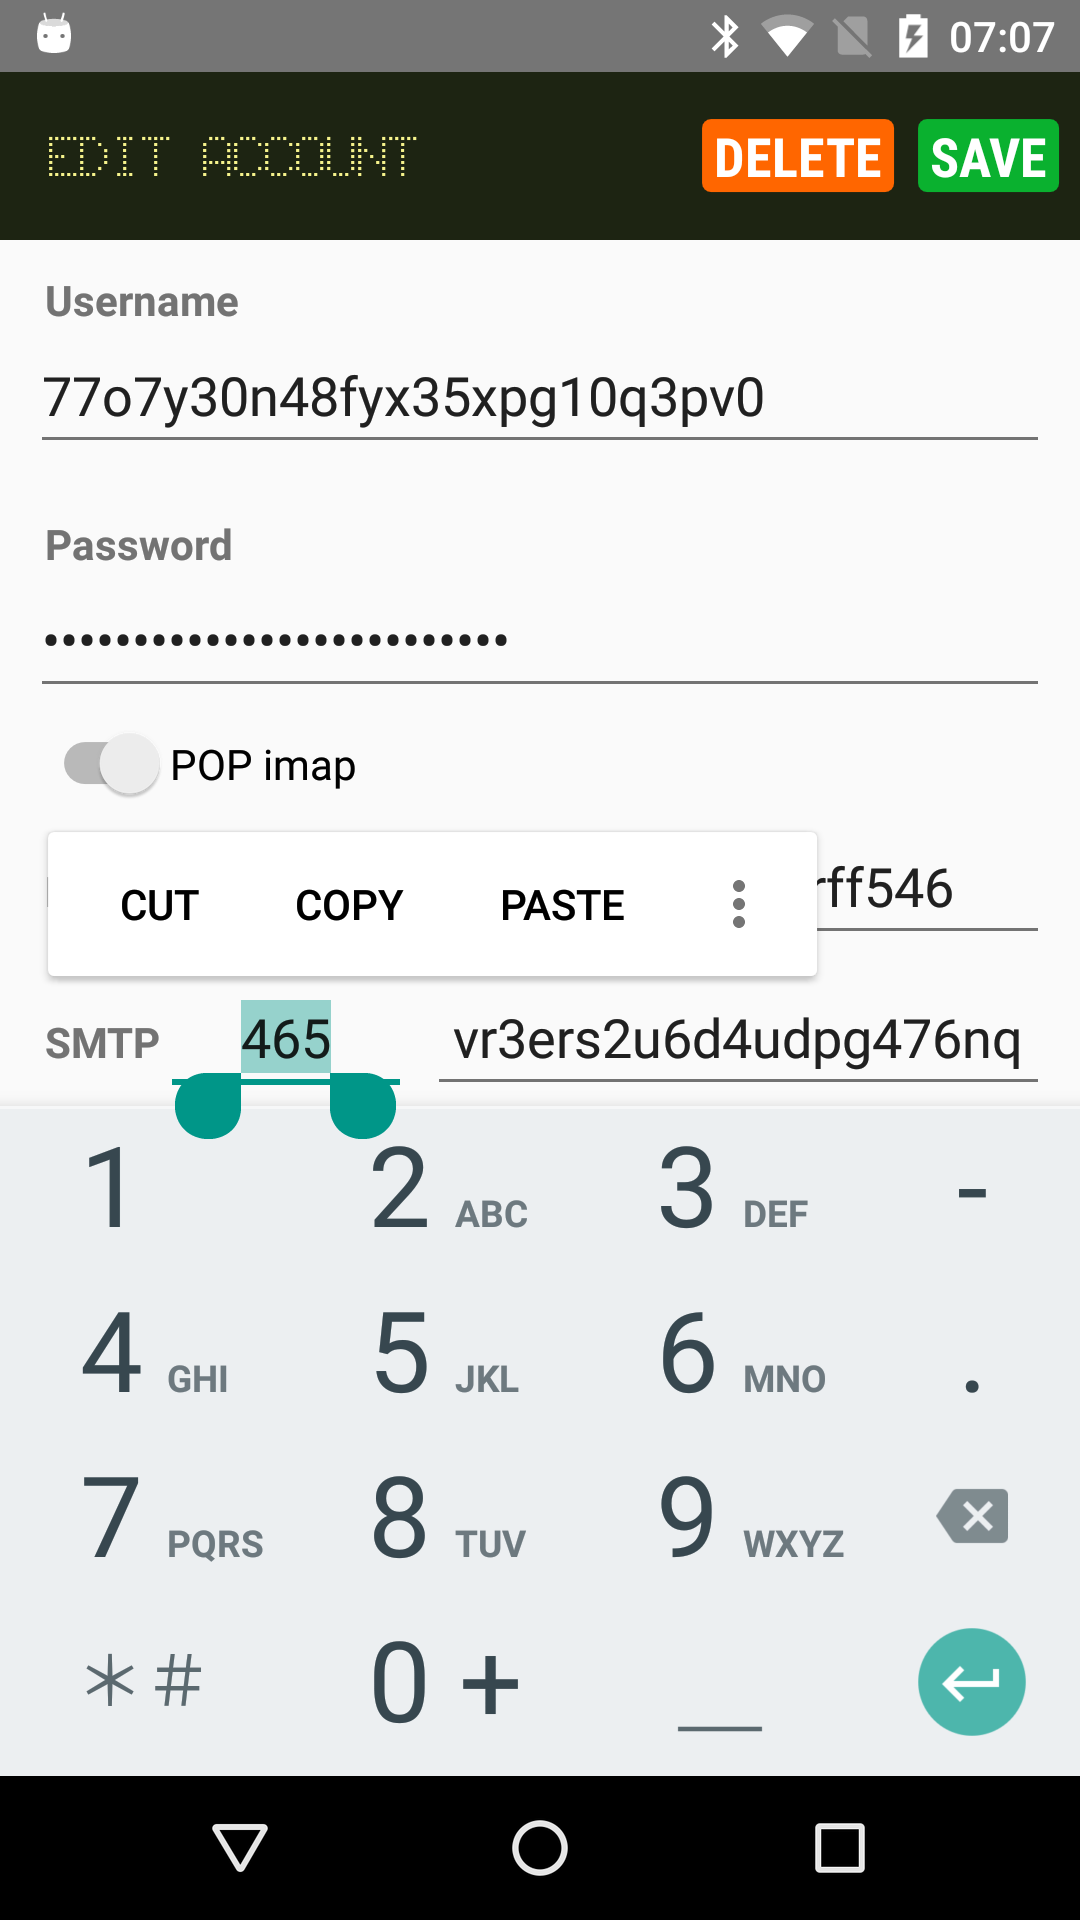 07:07
EDIT ACCOUNT
DELETE
SAVE
Username
77o7y30n48fyx35xpg10q3pv0
Password
••••••••••••••••••••••••••
POP imap
CUT COPY PASTE
ff546
SMTP 465 vr3ers2u6d4udpg476nq
1 2 ABC 3 DEF -
4 GHI 5 JKL 6 MNO .
7 PQRS 8 TUV 9 WXYZ
* # 0 +